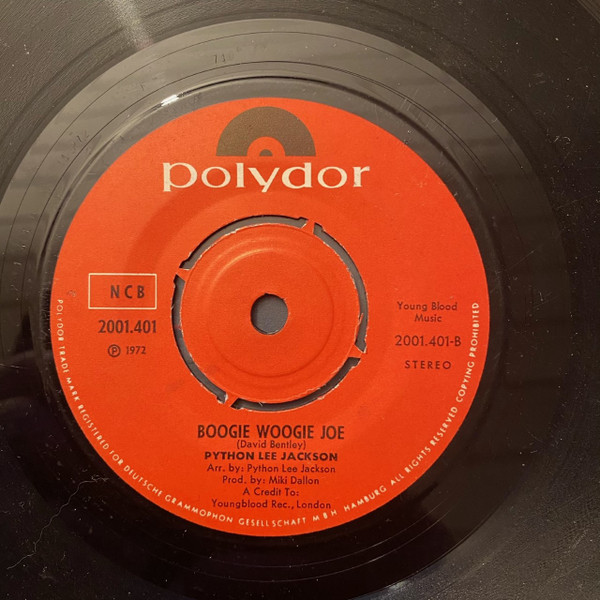 Polydor
NCB
2001.401
Ⓟ 1972
Young Blood
Music
2001.401-B
STEREO
BOOGIE WOOGIE JOE
(David Bentley)
PYTHON LEE JACKSON
Arr. by: Python Lee Jackson
Prod. by: Miki Dallon
A Credit To:
Youngblood Rec., London
POLYDOR TRADE MARK REGISTERED FOR DEUTSCHE GRAMMOPHON GESELLSCHAFT M B H HAMBURG ALL RIGHTS RESERVED COPYING PROHIBITED